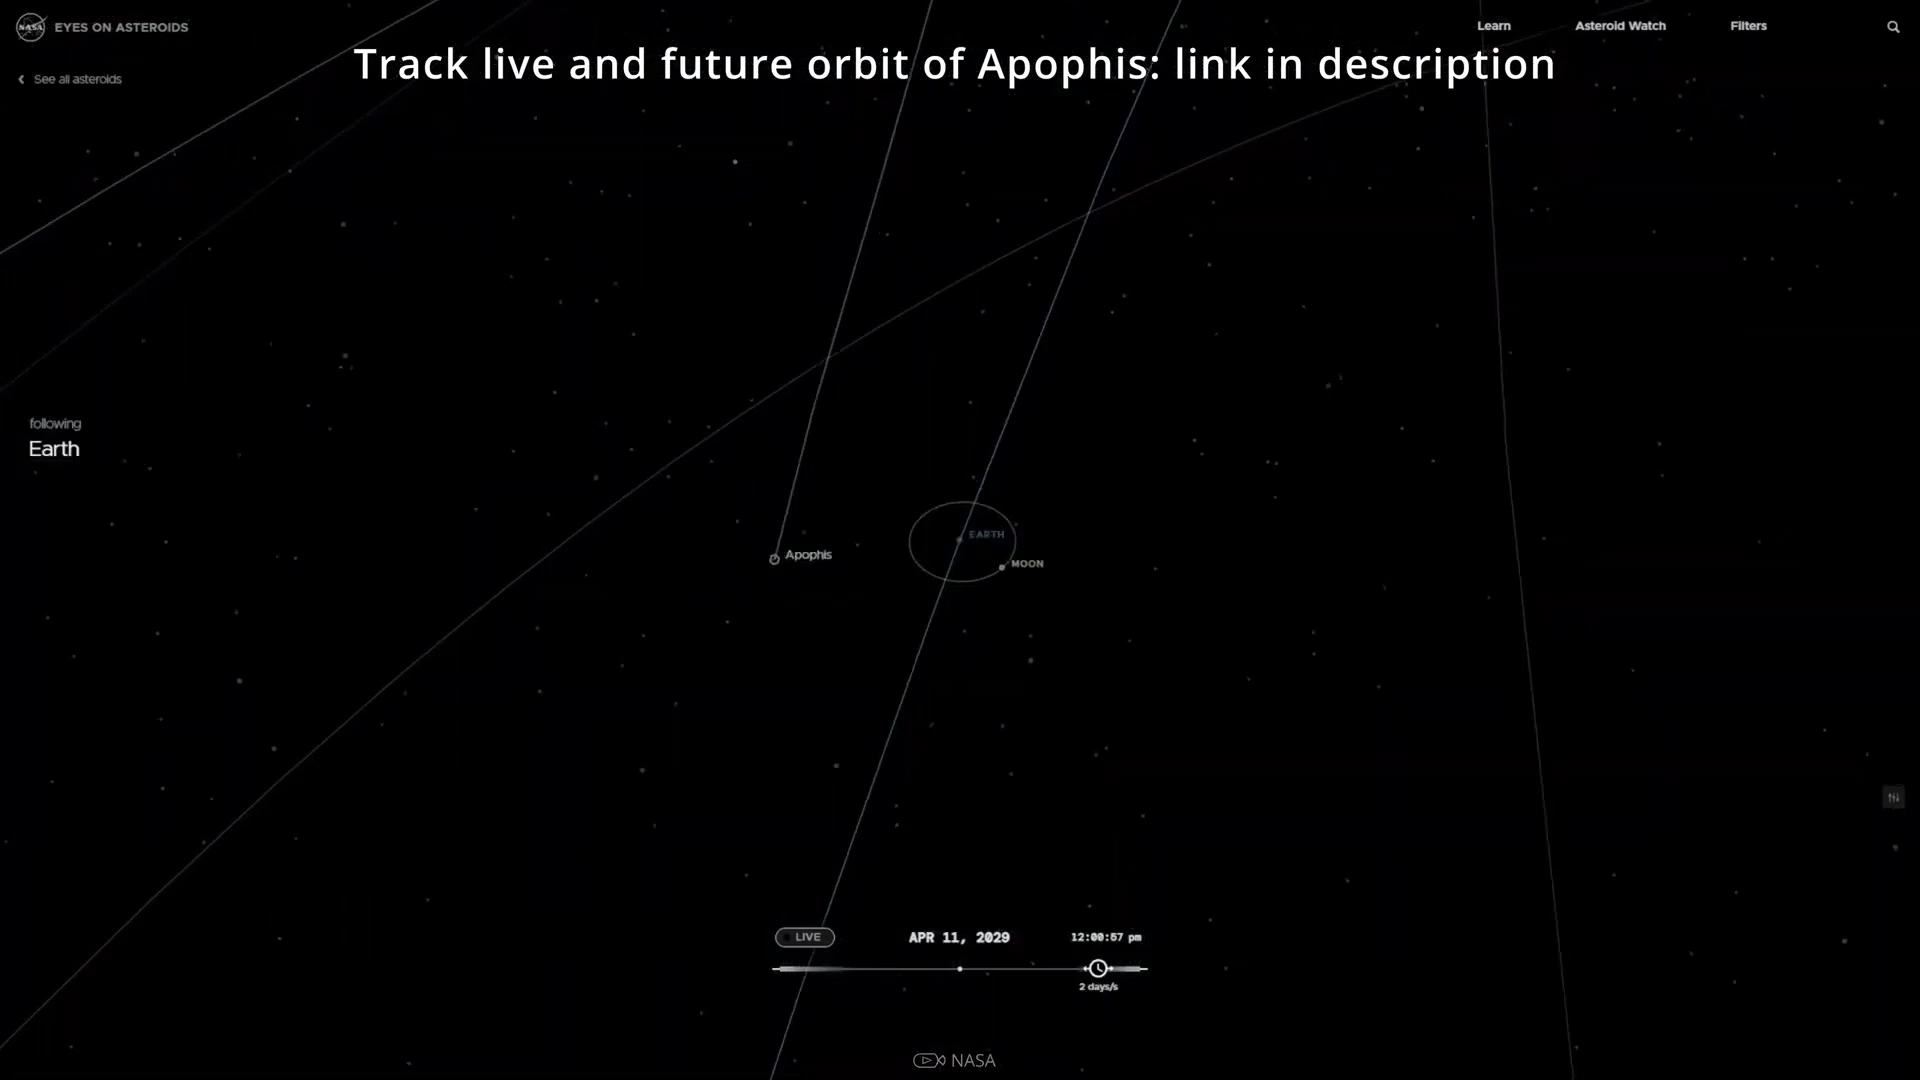 NASA
EYES ON ASTEROIDS
Learn
Asteroid Watch
Filters
Track live and future orbit of Apophis: link in description
See all asteroids
following
Earth
EARTH
Apophis
MOON
LIVE
APR 11, 2029
12:00:57 pm
2 days/s
NASA